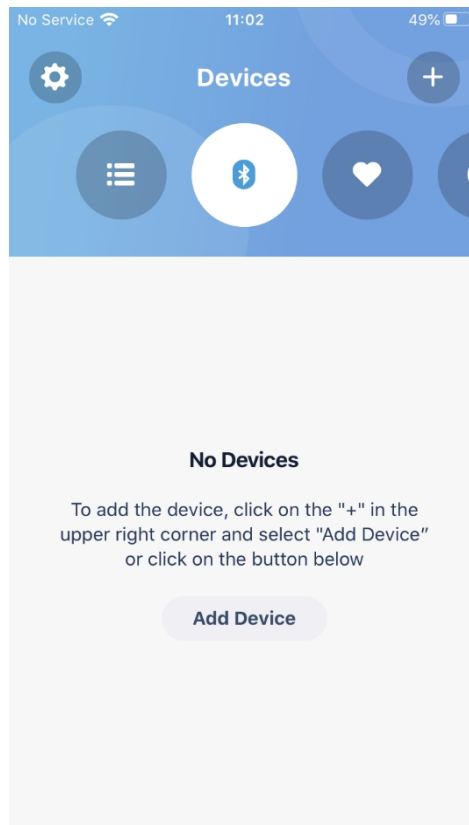 No Service 11:02 49%
Devices
No Devices
To add the device, click on the "+" in the
upper right corner and select "Add Device”
or click on the button below
Add Device